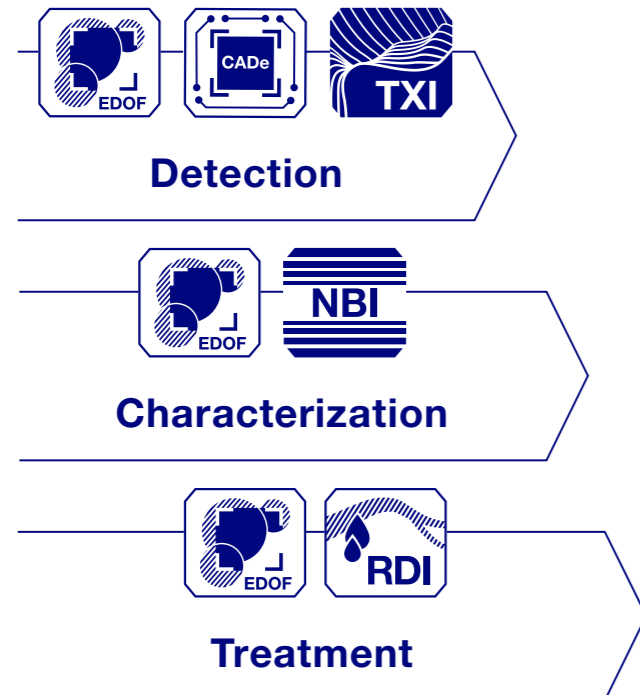 EDOF
CADe
TXI
Detection
EDOF
NBI
Characterization
EDOF
RDI
Treatment